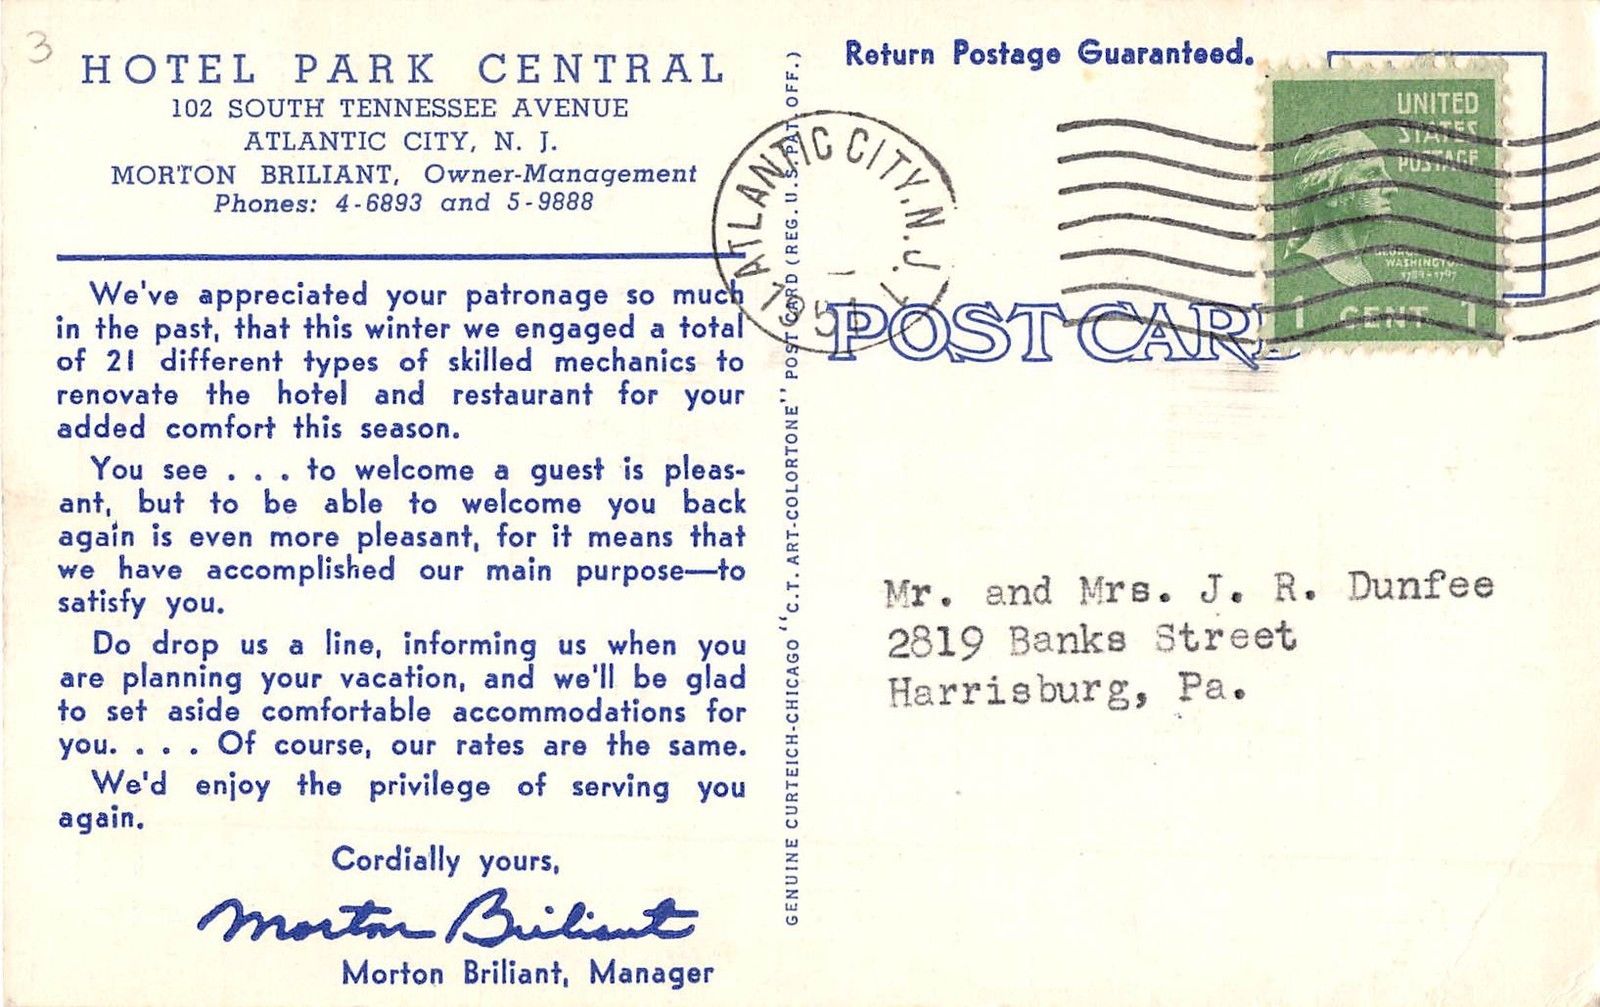 3
HOTEL PARK CENTRAL
102 SOUTH TENNESSEE AVENUE
ATLANTIC CITY, N. J.
MORTON BRILIANT, Owner-Management
Phones: 4-6893 and 5-9888
We've appreciated your patronage so much
in the past, that this winter we engaged a total
of 21 different types of skilled mechanics to
renovate the hotel and restaurant for your
added comfort this season.
You see . . . to welcome a guest is pleas-
ant, but to be able to welcome you back
again is even more pleasant, for it means that
we have accomplished our main purpose—to
satisfy you.
Do drop us a line, informing us when you
are planning your vacation, and we'll be glad
to set aside comfortable accommodations for
you. . . . Of course, our rates are the same.
We'd enjoy the privilege of serving you
again.
Cordially yours,
Morton Briliant
Morton Briliant, Manager
GENUINE CURTEICH-CHICAGO "C.T. ART-COLORTONE" POST CARD (REG. U.S. PAT. OFF.)
Return Postage Guaranteed.
ATLANTIC CITY, N. J.
1951
POST CARD
UNITED
STATES
POSTAGE
GEORGE
WASHINGTON
1789-1797
1 CENT 1
Mr. and Mrs. J. R. Dunfee
2819 Banks Street
Harrisburg, Pa.